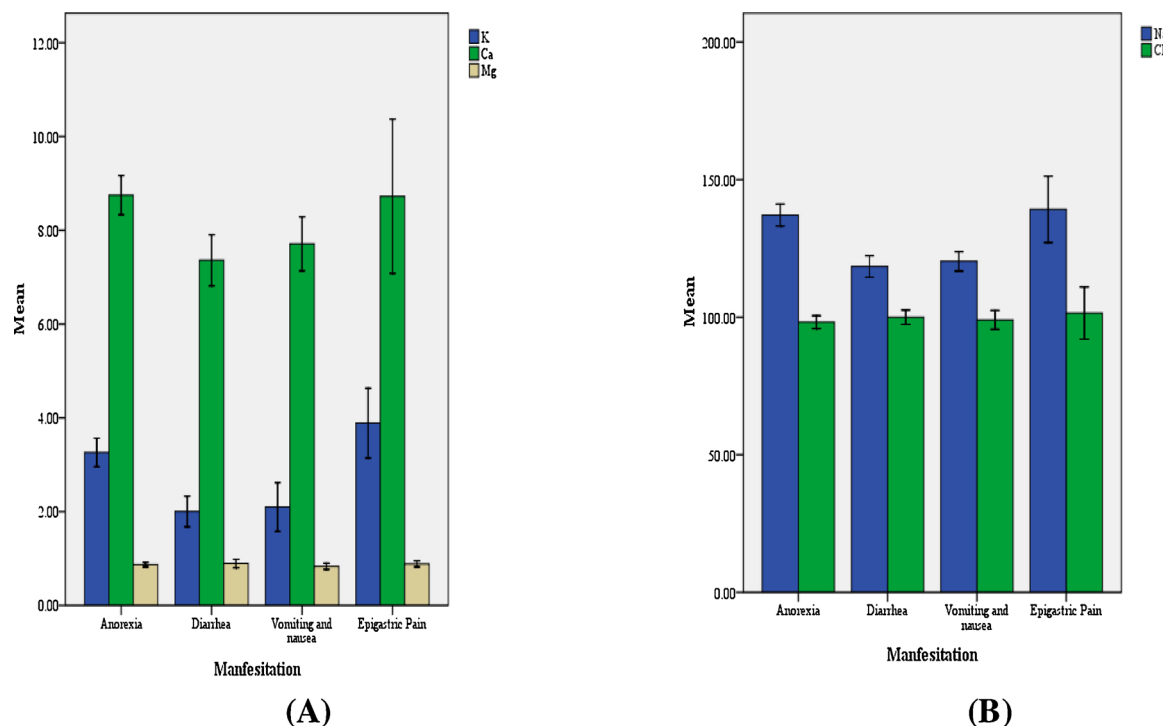 12.00
10.00
8.00
6.00
4.00
2.00
0.00
Mean
K
Ca
Mg
Anorexia
Diarrhea
Vomiting and
nausea
Epigastric Pain
Manfesitation
(A)
200.00
150.00
100.00
50.00
0.00
Mean
Anorexia
Diarrhea
Vomiting and
nausea
Epigastric Pain
Manfesitation
(B)